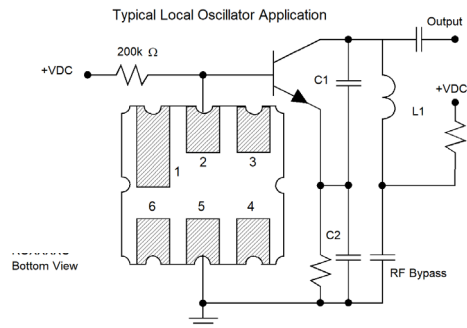 Typical Local Oscillator Application
Output
200k Ω
+VDC
C1
+VDC
L1
2
3
1
6
5
4
C2
Bottom View
RF Bypass